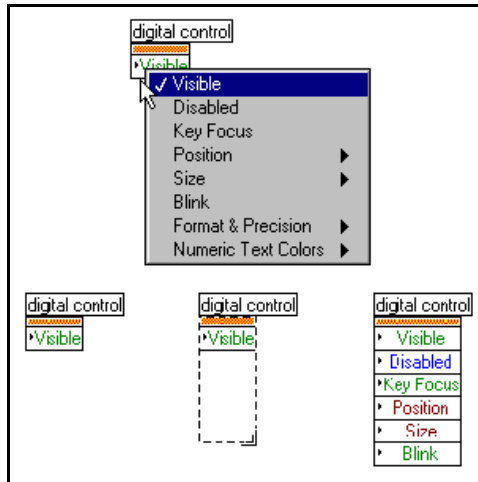 digital control
Visible
Visible
Disabled
Key Focus
Position
Size
Blink
Format & Precision
Numeric Text Colors
digital control
Visible
digital control
Visible
digital control
Visible
Disabled
Key Focus
Position
Size
Blink